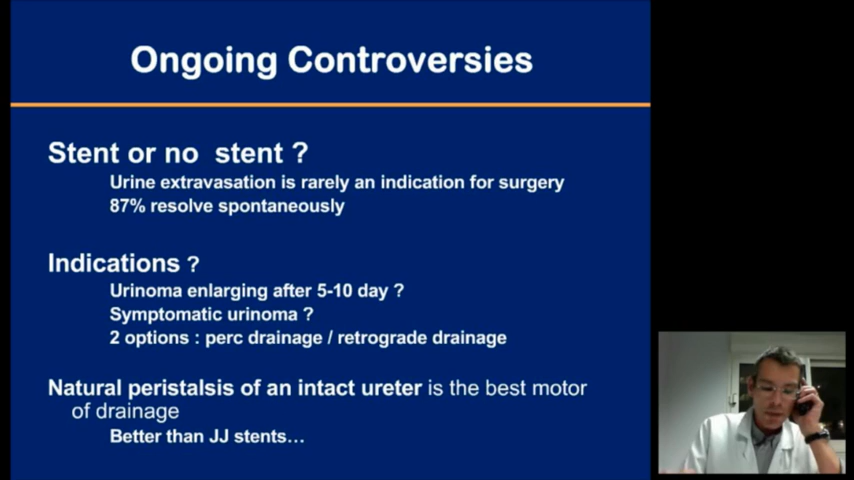 Ongoing Controversies
Stent or no stent ?
Urine extravasation is rarely an indication for surgery
87% resolve spontaneously
Indications ?
Urinoma enlarging after 5-10 day ?
Symptomatic urinoma ?
2 options : perc drainage / retrograde drainage
Natural peristalsis of an intact ureter is the best motor
of drainage
Better than JJ stents…